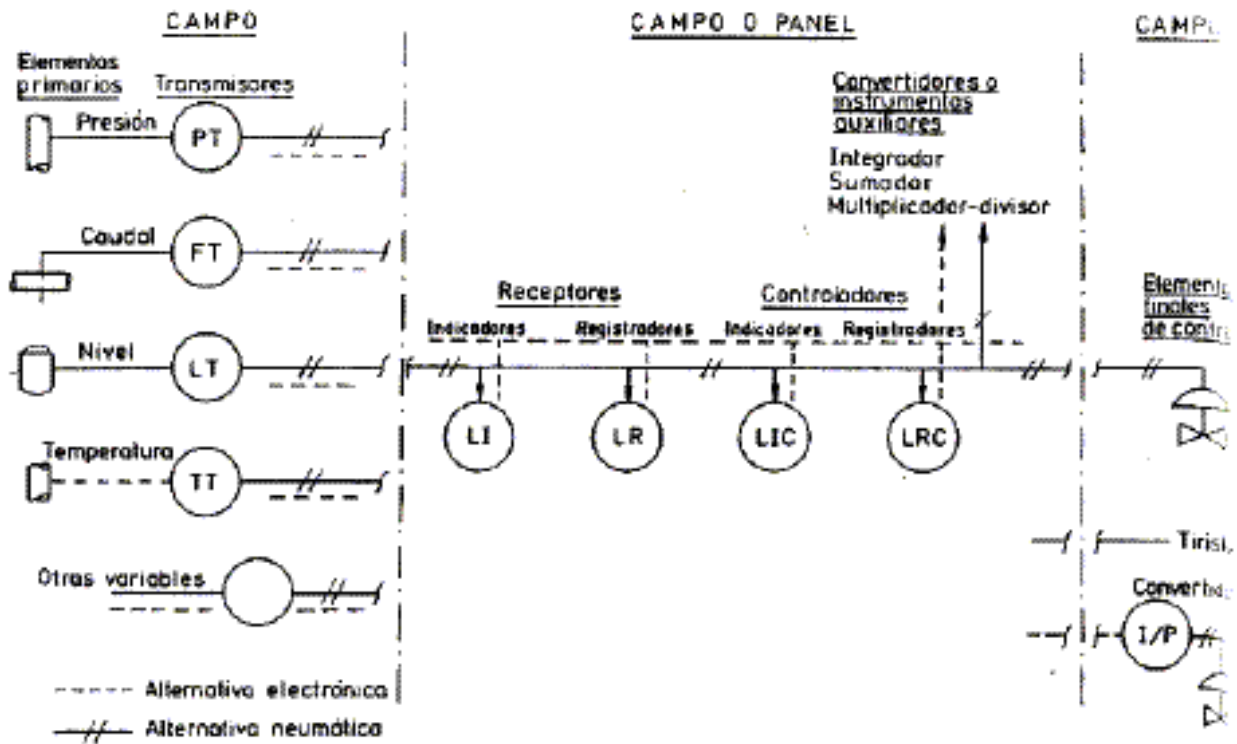 CAMPO
CAMPO O PANEL
Elementos
primarios
Transmisores
Presión
PT
Caudal
FT
Nivel
LT
Temperatura
TT
Otras variables
Alternativa electrónica
Alternativa neumática
Convertidores o
instrumentos
auxiliares
Integrador
Sumador
Multiplicador-divisor
Receptores
Controladores
Indicadores
Registradores
Indicadores
Registradores
LI
LR
LIC
LRC
finales
I/P